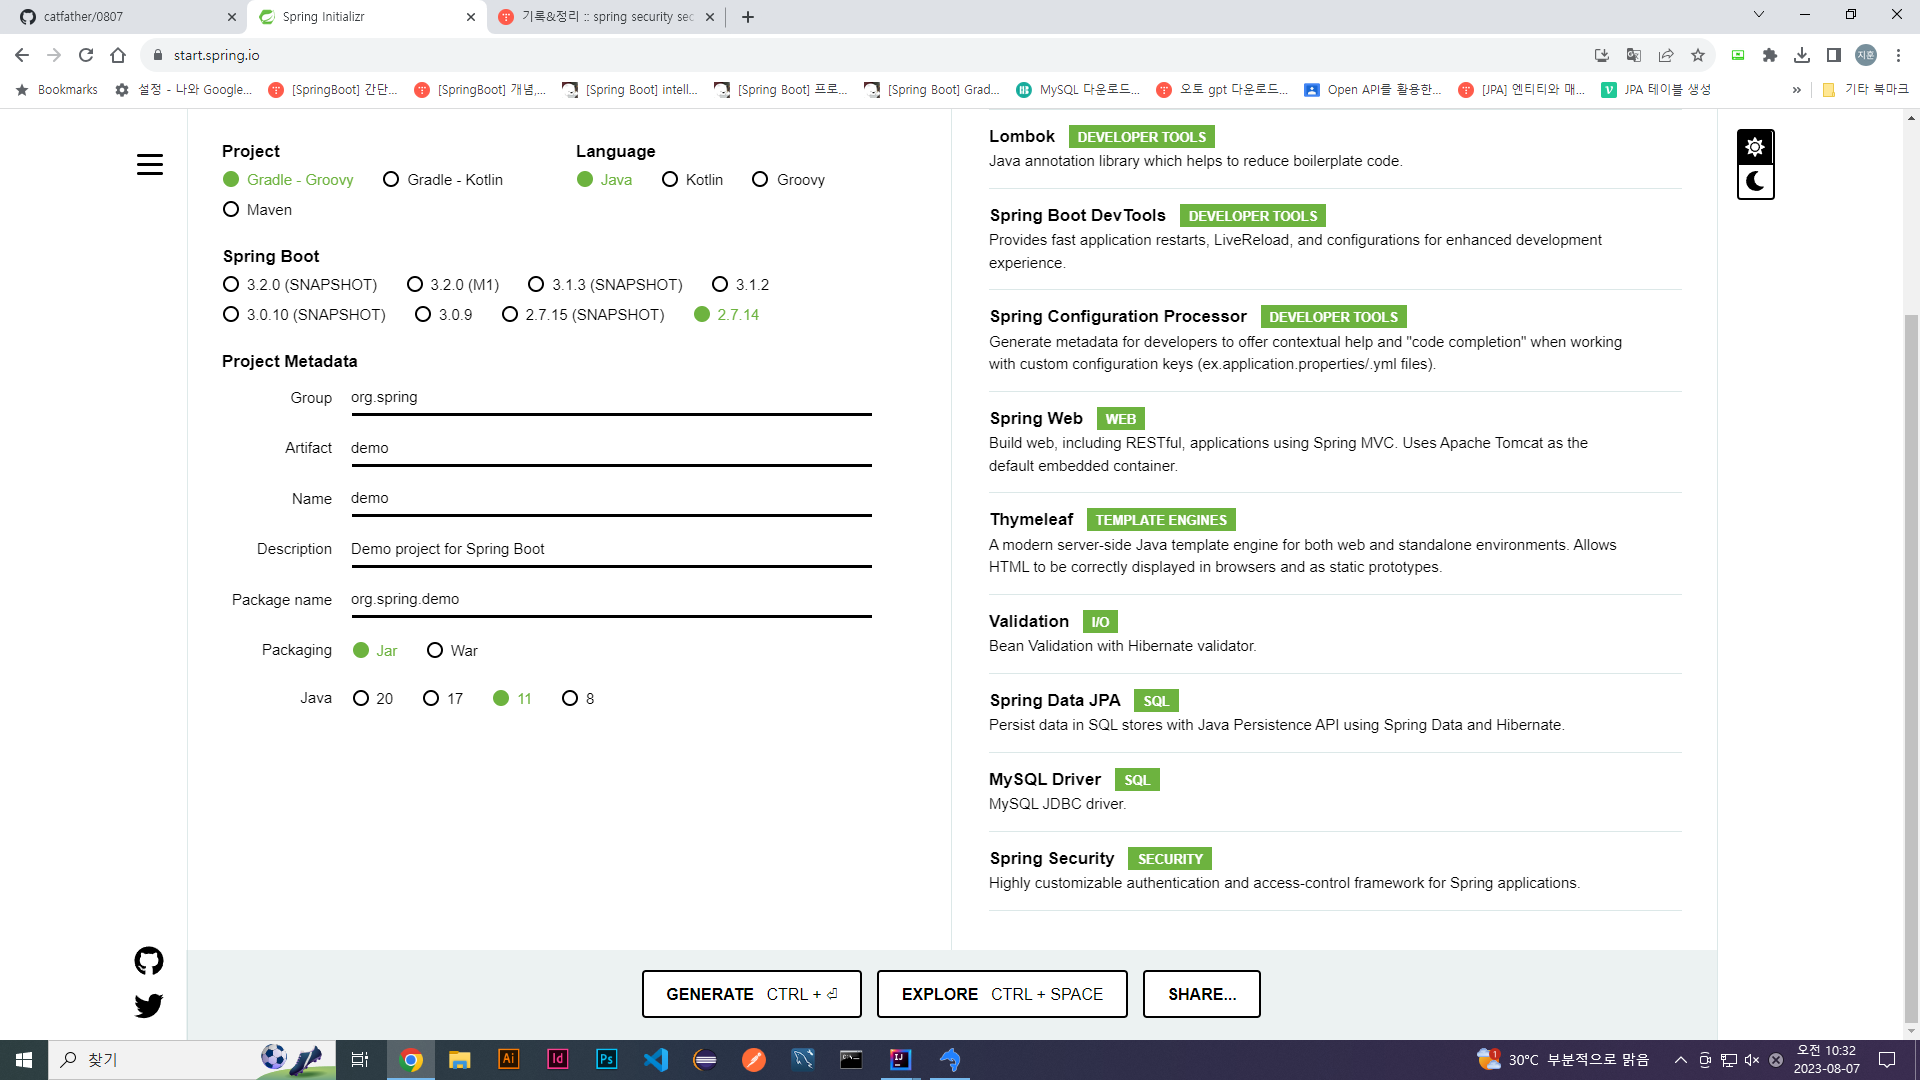 catfather/0807
Spring Initializr
기록&정리 :: spring security sec
start.spring.io
지훈
Bookmarks
설정 - 나와 Google...
[SpringBoot] 간단...
[SpringBoot] 개념,...
[Spring Boot] intell...
[Spring Boot] 프로...
[Spring Boot] Grad...
MySQL 다운로드...
오토 gpt 다운로드...
Open API를 활용한...
[JPA] 엔티티와 매...
JPA 테이블 생성
»
기타 북마크
Project
Gradle - Groovy
Gradle - Kotlin
Maven
Language
Java
Kotlin
Groovy
Spring Boot
3.2.0 (SNAPSHOT)
3.2.0 (M1)
3.1.3 (SNAPSHOT)
3.1.2
3.0.10 (SNAPSHOT)
3.0.9
2.7.15 (SNAPSHOT)
2.7.14
Project Metadata
Group org.spring
Artifact demo
Name demo
Description Demo project for Spring Boot
Package name org.spring.demo
Packaging Jar War
Java 20 17 11 8
Lombok DEVELOPER TOOLS
Java annotation library which helps to reduce boilerplate code.
Spring Boot DevTools DEVELOPER TOOLS
Provides fast application restarts, LiveReload, and configurations for enhanced development
experience.
Spring Configuration Processor DEVELOPER TOOLS
Generate metadata for developers to offer contextual help and "code completion" when working
with custom configuration keys (ex.application.properties/.yml files).
Spring Web WEB
Build web, including RESTful, applications using Spring MVC. Uses Apache Tomcat as the
default embedded container.
Thymeleaf TEMPLATE ENGINES
A modern server-side Java template engine for both web and standalone environments. Allows
HTML to be correctly displayed in browsers and as static prototypes.
Validation I/O
Bean Validation with Hibernate validator.
Spring Data JPA SQL
Persist data in SQL stores with Java Persistence API using Spring Data and Hibernate.
MySQL Driver SQL
MySQL JDBC driver.
Spring Security SECURITY
Highly customizable authentication and access-control framework for Spring applications.
GENERATE CTRL + ⏎
EXPLORE CTRL + SPACE
SHARE...
찾기
Ai
Id
Ps
IJ
1
30°C 부분적으로 맑음
오전 10:32
2023-08-07